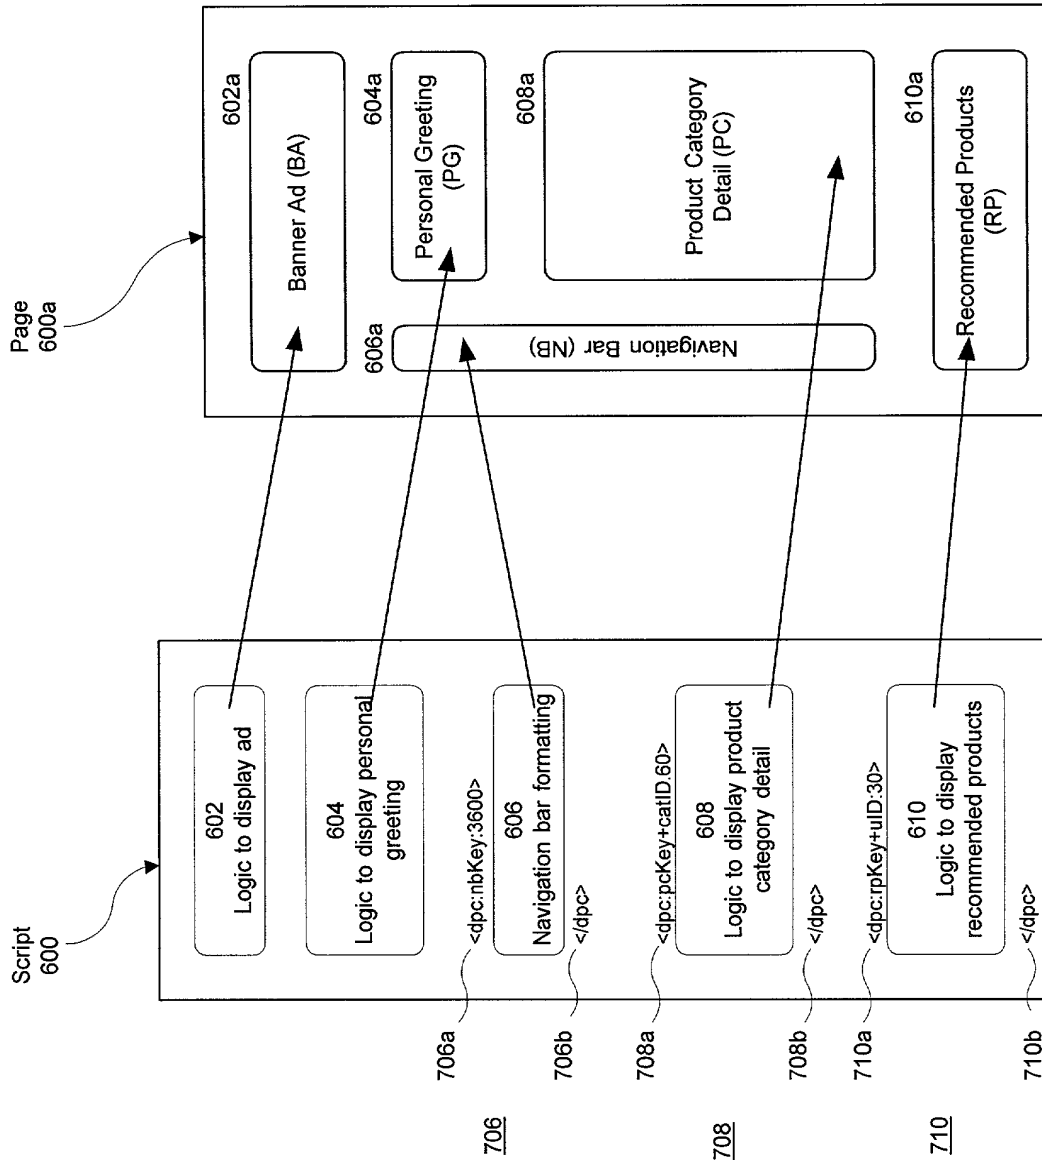 Script
600
602
Logic to display ad
604
Logic to display personal
greeting
<dpc:nbKey:3600>
606
Navigation bar formatting
</dpc>
<dpc:pcKey+catID.60>
608
Logic to display product
category detail
</dpc>
<dpc:rpKey+uID:30>
610
Logic to display
recommended products
</dpc>
706a
706b
706
708a
708b
708
710a
710b
710
Page
600a
602a
Banner Ad (BA)
604a
Personal Greeting
(PG)
606a
Navigation Bar (NB)
608a
Product Category
Detail (PC)
610a
Recommended Products
(RP)